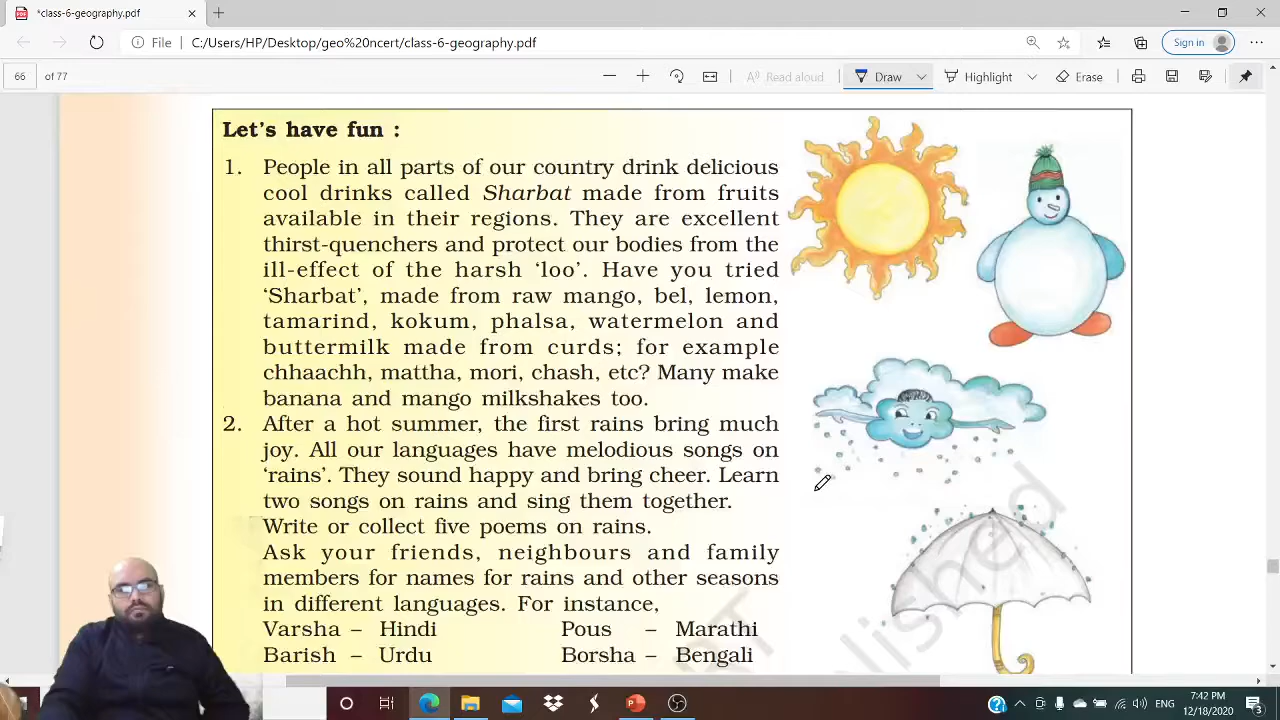 *class-6-geography.pdf
File C:/Users/HP/Desktop/geo%20ncert/class-6-geography.pdf
Sign in
66 of 77
Read aloud Draw Highlight Erase
Let's have fun :
1. People in all parts of our country drink delicious
cool drinks called Sharbat made from fruits
available in their regions. They are excellent
thirst-quenchers and protect our bodies from the
ill-effect of the harsh ‘loo’. Have you tried
‘Sharbat’, made from raw mango, bel, lemon,
tamarind, kokum, phalsa, watermelon and
buttermilk made from curds; for example
chhaachh, mattha, mori, chash, etc? Many make
banana and mango milkshakes too.
2. After a hot summer, the first rains bring much
joy. All our languages have melodious songs on
‘rains’. They sound happy and bring cheer. Learn
two songs on rains and sing them together.
Write or collect five poems on rains.
Ask your friends, neighbours and family
members for names for rains and other seasons
in different languages. For instance,
Varsha – Hindi Pous – Marathi
Barish – Urdu Borsha – Bengali
ENG
7:42 PM
12/18/2020